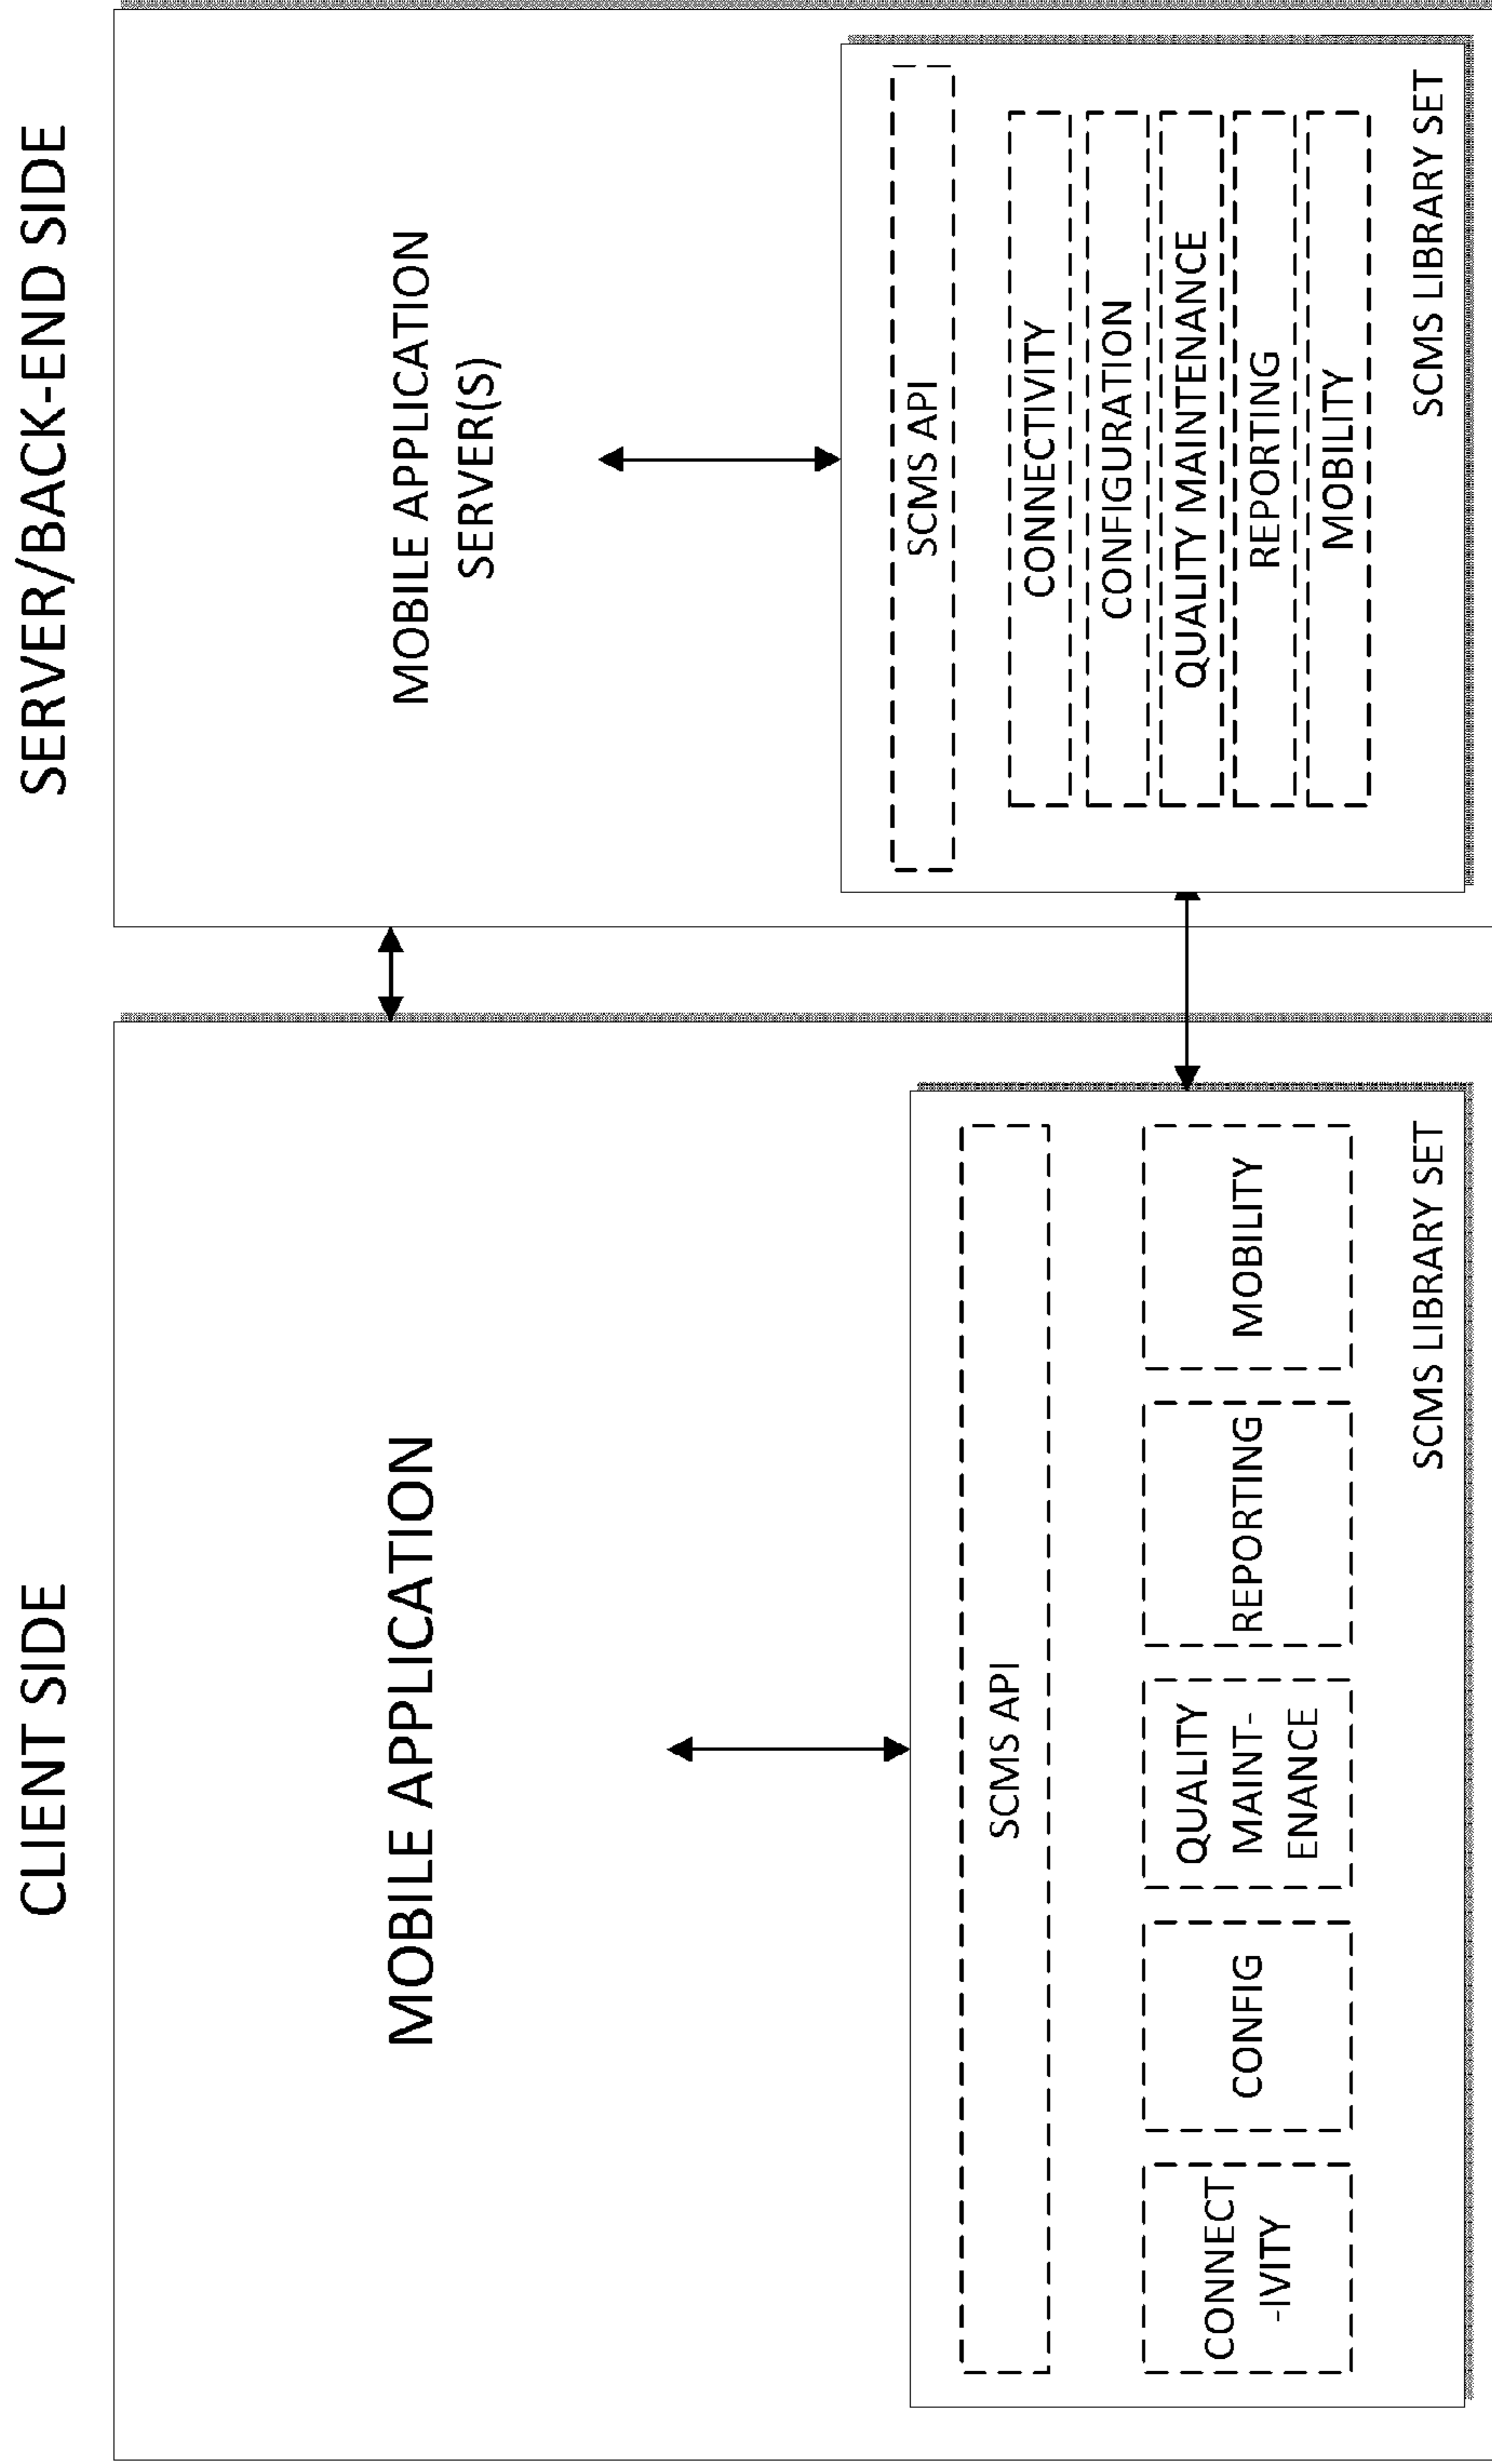 CLIENT SIDE
MOBILE APPLICATION
SCMS API
CONNECT
-IVITY
CONFIG
QUALITY
MAINT-
ENANCE
REPORTING
MOBILITY
SCMS LIBRARY SET
SERVER/BACK-END SIDE
MOBILE APPLICATION
SERVER(S)
SCMS API
CONNECTIVITY
CONFIGURATION
QUALITY MAINTENANCE
REPORTING
MOBILITY
SCMS LIBRARY SET